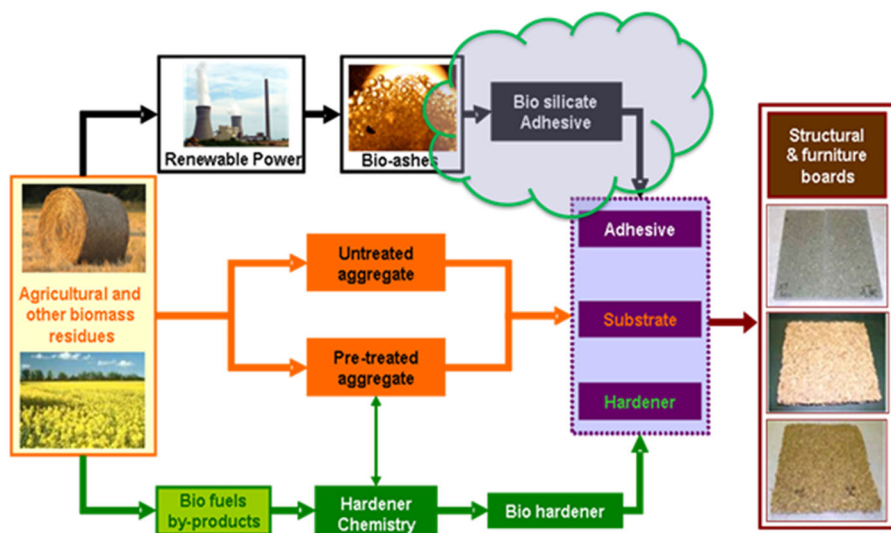 Renewable Power
Bio-ashes
Bio silicate
Adhesive
Structural
& furniture
boards
Agricultural and
other biomass
residues
Untreated
aggregate
Pre-treated
aggregate
Adhesive
Substrate
Hardener
Bio fuels
by-products
Hardener
Chemistry
Bio hardener